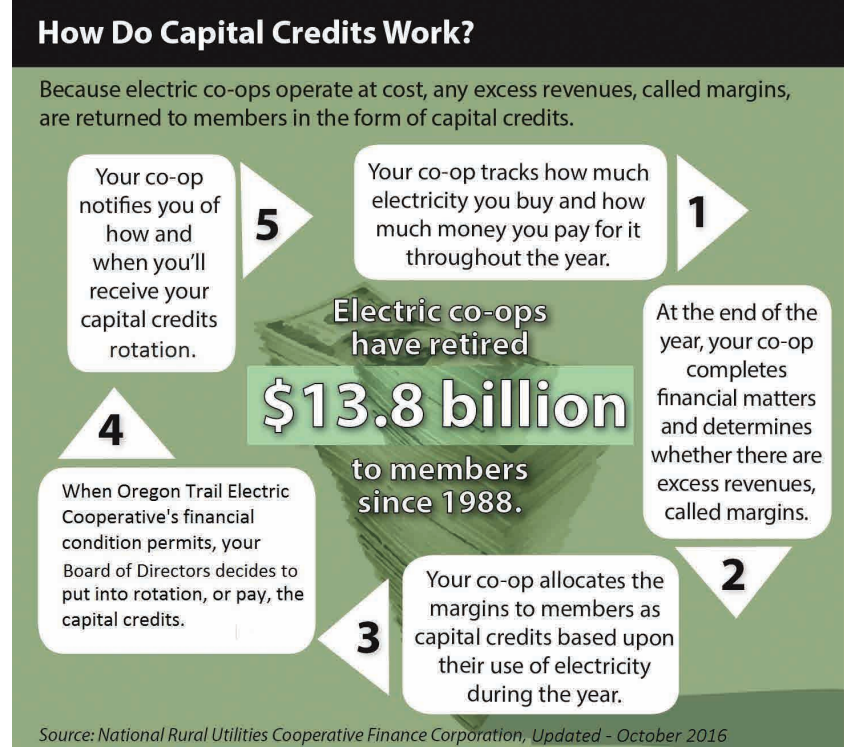 How Do Capital Credits Work?
Because electric co-ops operate at cost, any excess revenues, called margins,
are returned to members in the form of capital credits.
Your co-op tracks how much
electricity you buy and how
much money you pay for it
throughout the year.
1
At the end of the
year, your co-op
completes
financial matters
and determines
whether there are
excess revenues,
called margins.
2
Your co-op allocates the
margins to members as
capital credits based upon
their use of electricity
during the year.
3
When Oregon Trail Electric
Cooperative's financial
condition permits, your
Board of Directors decides to
put into rotation, or pay, the
capital credits.
4
Your co-op
notifies you of
how and
when you'll
receive your
capital credits
rotation.
5
Electric co-ops
have retired
$13.8 billion
to members
since 1988.
Source: National Rural Utilities Cooperative Finance Corporation, Updated - October 2016